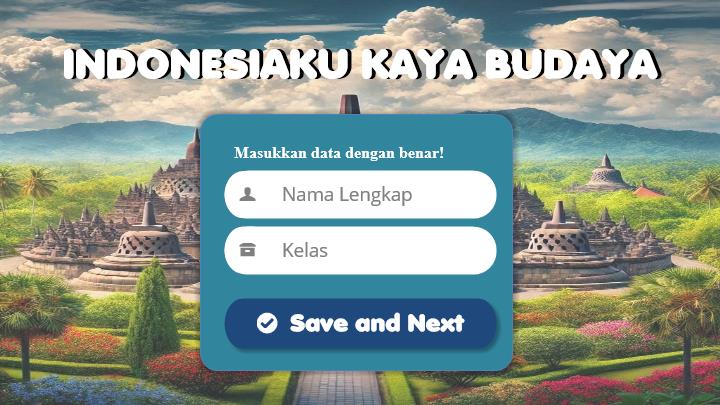 INDONESIAKU KAYA BUDAYA
Masukkan data dengan benar!
Nama Lengkap
Kelas
Save and Next